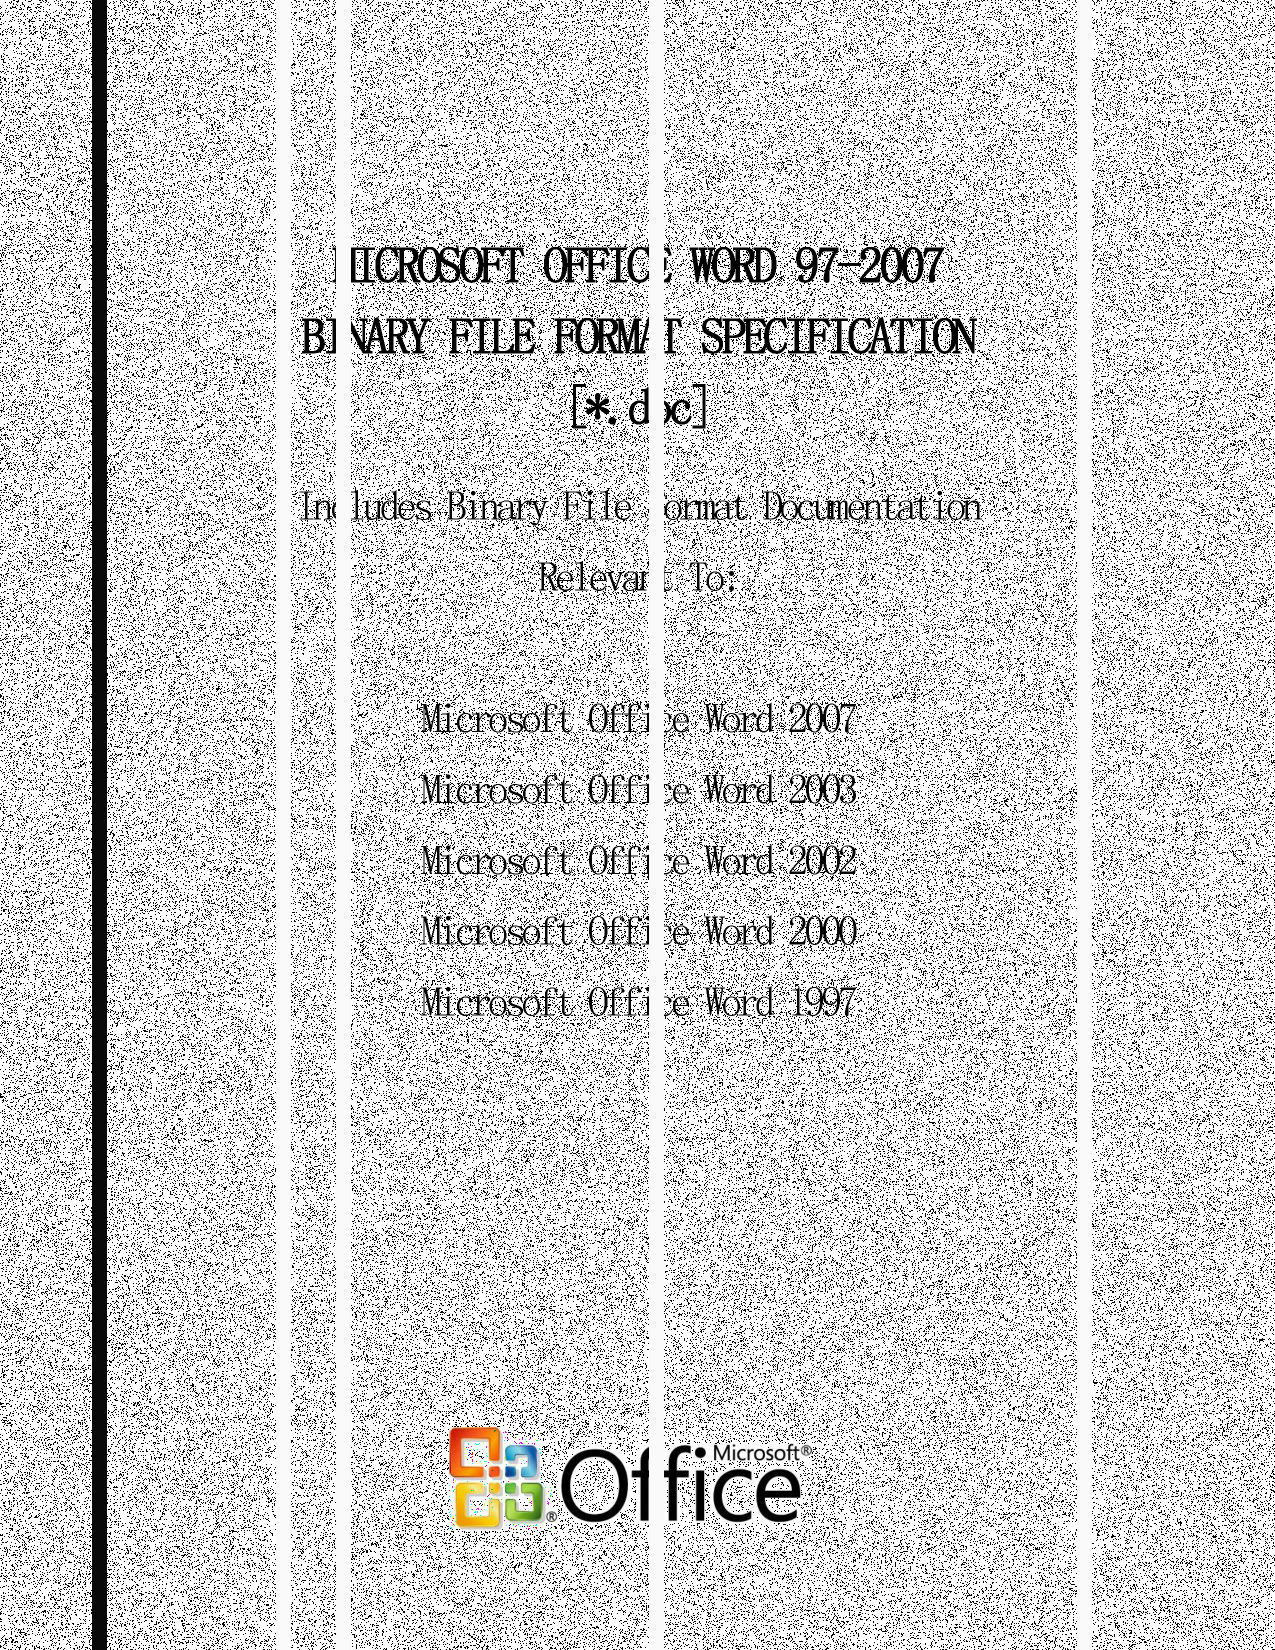 MICROSOFT OFFICE WORD 97-2007
BINARY FILE FORMAT SPECIFICATION
[*.doc]
Includes Binary File Format Documentation
Relevant To:
Microsoft Office Word 2007
Microsoft Office Word 2003
Microsoft Office Word 2002
Microsoft Office Word 2000
Microsoft Office Word 1997
Microsoft®
®Office